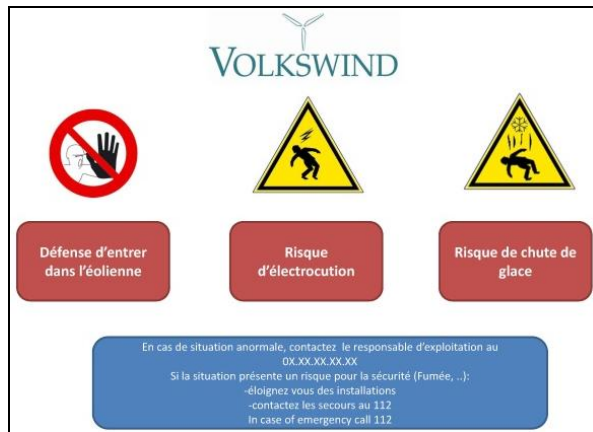 VOLKSWIND
Défense d'entrer
dans l'éolienne
Risque
d'électrocution
Risque de chute de
glace
En cas de situation anormale, contactez le responsable d'exploitation au
0X.XX.XX.XX.XX
Si la situation présente un risque pour la sécurité (Fumée, ..):
-éloignez vous des installations
-contactez les secours au 112
In case of emergency call 112